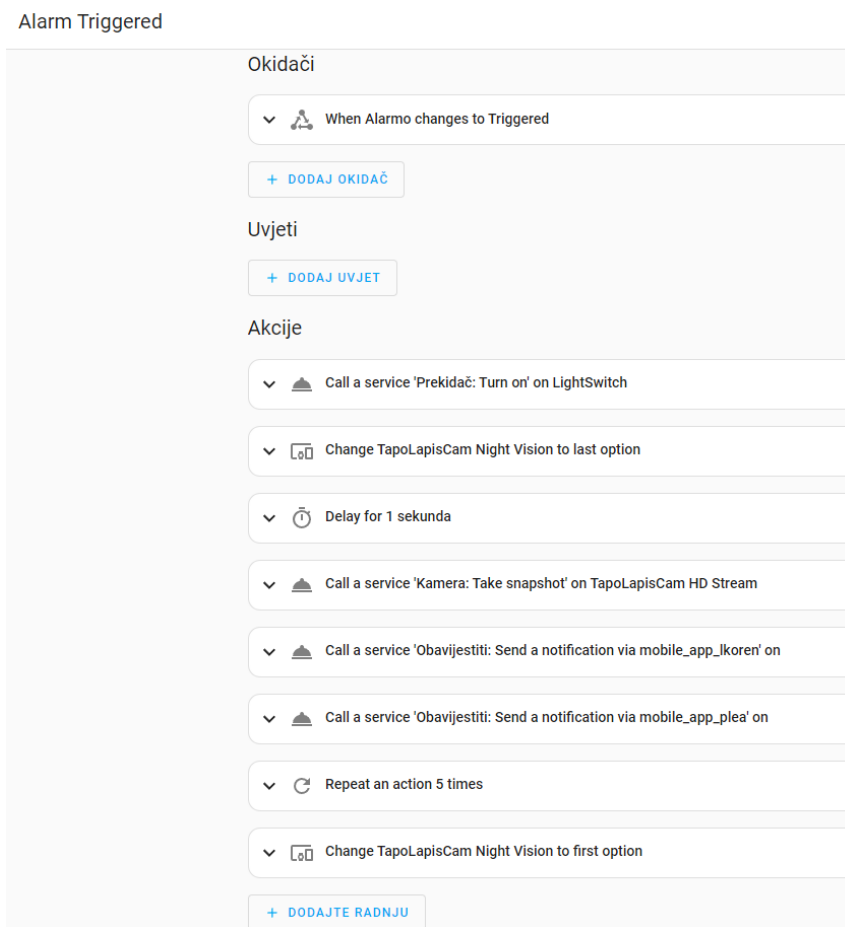 Alarm Triggered
Okidači
When Alarmo changes to Triggered
+ DODAJ OKIDAČ
Uvjeti
+ DODAJ UVJET
Akcije
Call a service 'Prekidač: Turn on' on LightSwitch
Change TapoLapisCam Night Vision to last option
Delay for 1 sekunda
Call a service 'Kamera: Take snapshot' on TapoLapisCam HD Stream
Call a service 'Obavijestiti: Send a notification via mobile_app_lkoren' on
Call a service 'Obavijestiti: Send a notification via mobile_app_plea' on
Repeat an action 5 times
Change TapoLapisCam Night Vision to first option
+ DODAJTE RADNJU